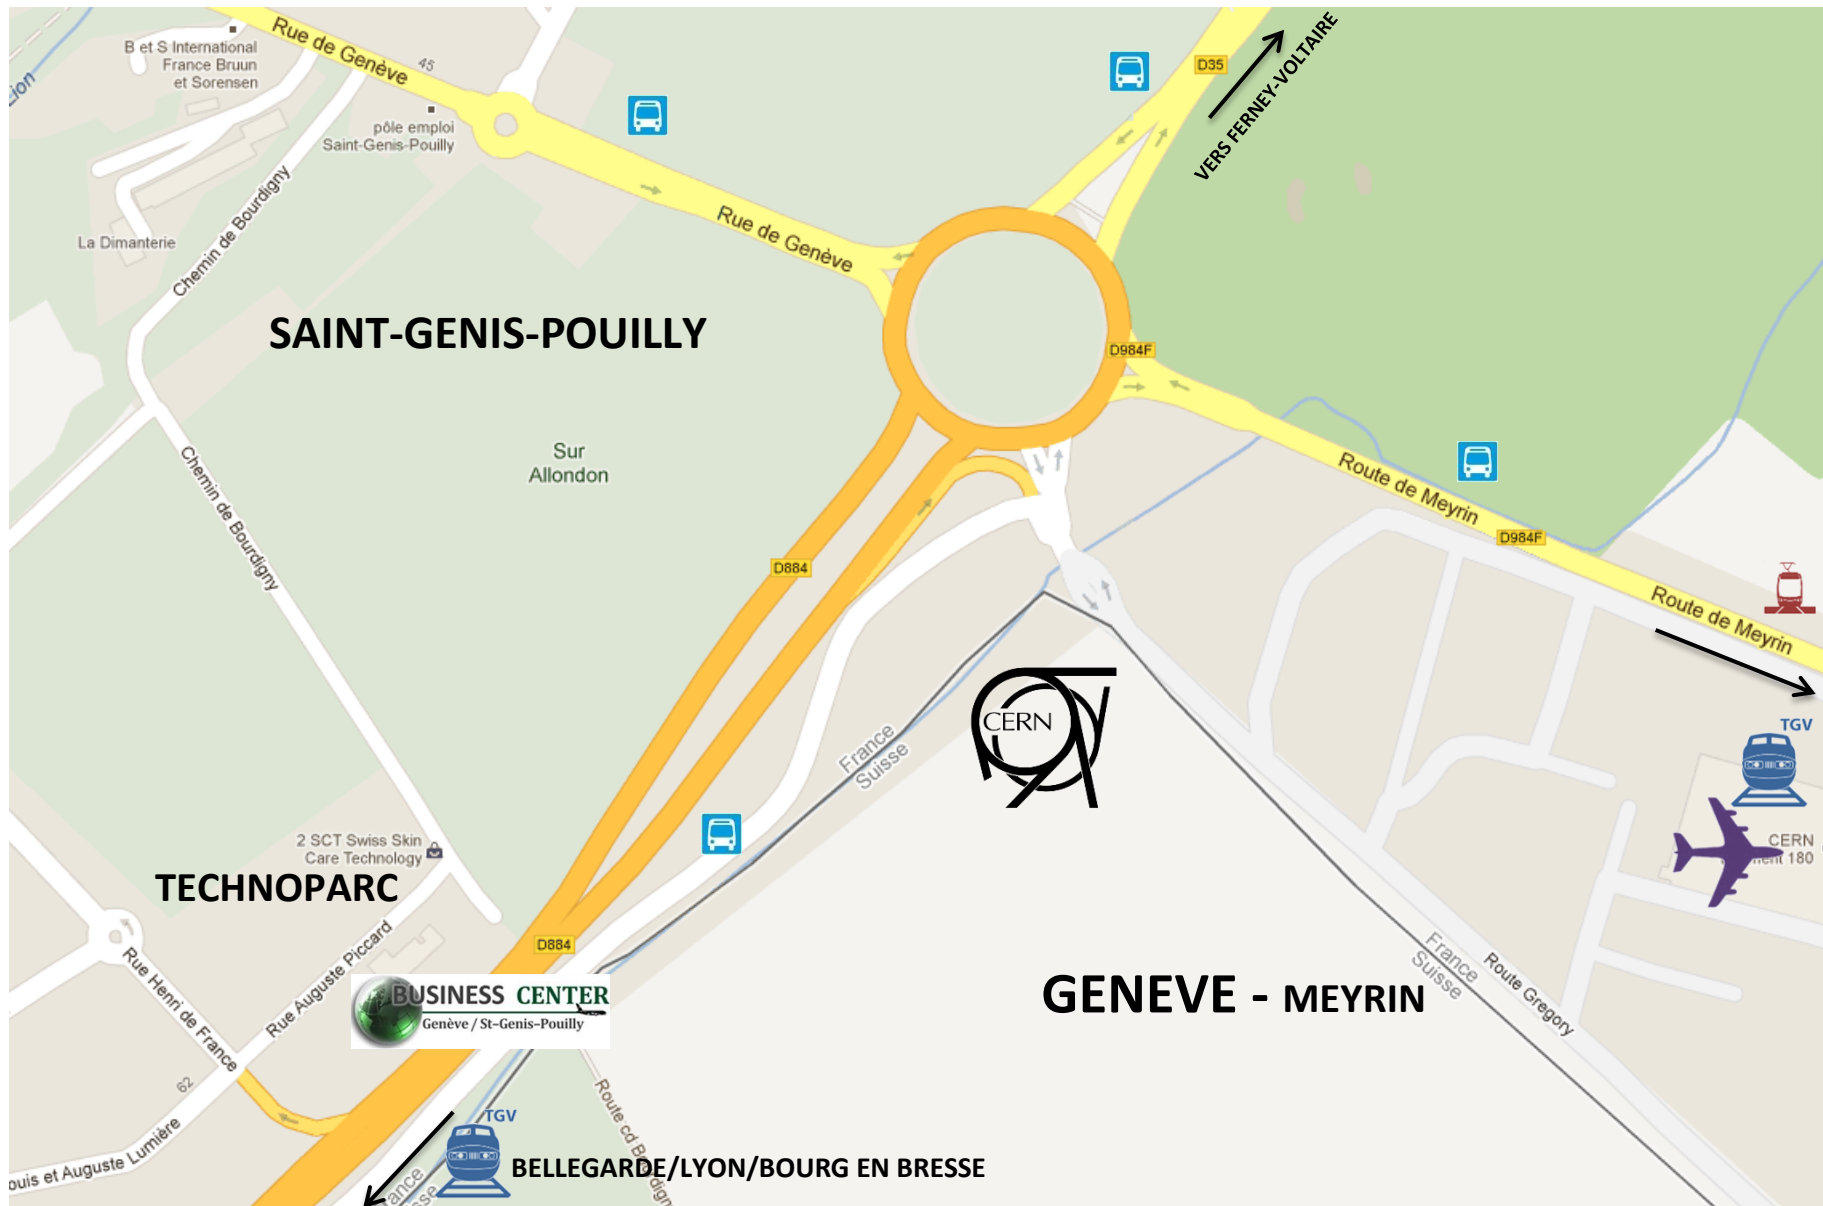 Rue de Genève
45
B et S International
France Bruun
et Sorensen
Lion
pôle emploi
Saint-Genis-Pouilly
D35
VERS FERNEY-VOLTAIRE
Chemin de Bourdigny
La Dimanterie
Rue de Genève
SAINT-GENIS-POUILLY
D984F
Sur
Allondon
Chemin de Bourdigny
Route de Meyrin
D984F
D884
Route de Meyrin
CERN
France
Suisse
TGV
2 SCT Swiss Skin
Care Technology
CERN
180
TECHNOPARC
D884
Rue Auguste Piccard
Rue Henri de France
BUSINESS CENTER
Genève / St-Genis-Pouilly
France
Suisse
Route Gregory
GENEVE - MEYRIN
62
Louis et Auguste Lumière
TGV
BELLEGARDE/LYON/BOURG EN BRESSE
Route cd Bourdigny